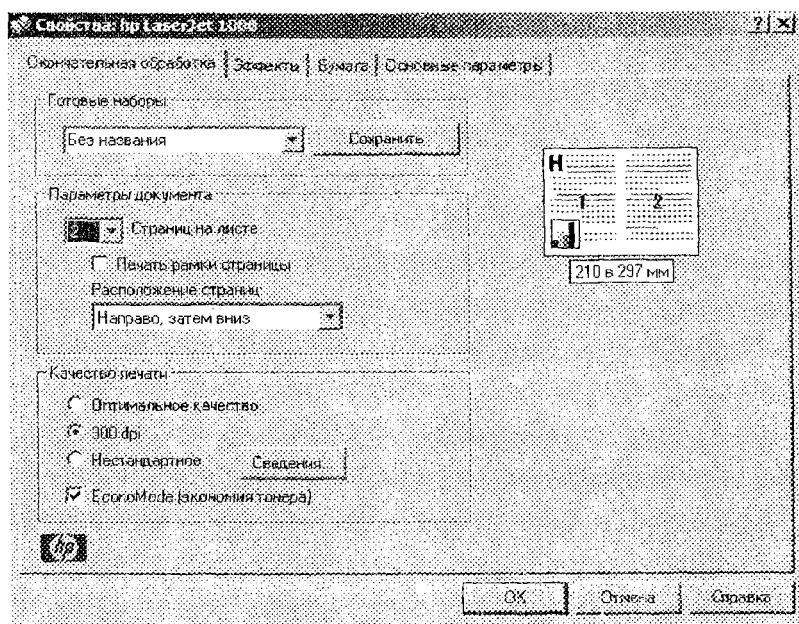 Свойства: hp LaserJet 1000
Окончательная обработка Эффекты Бумага Основные параметры
Готовые наборы
Без названия Сохранить
H
1 2
210 в 297 мм
Параметры документа
2 Страниц на листе
Печать рамки страницы
Расположение страниц:
Направо, затем вниз
Качество печати
Оптимальное качество
300 dpi
Нестандартное Сведения...
EconoMode (экономия тонера)
hp
OK Отмена Справка